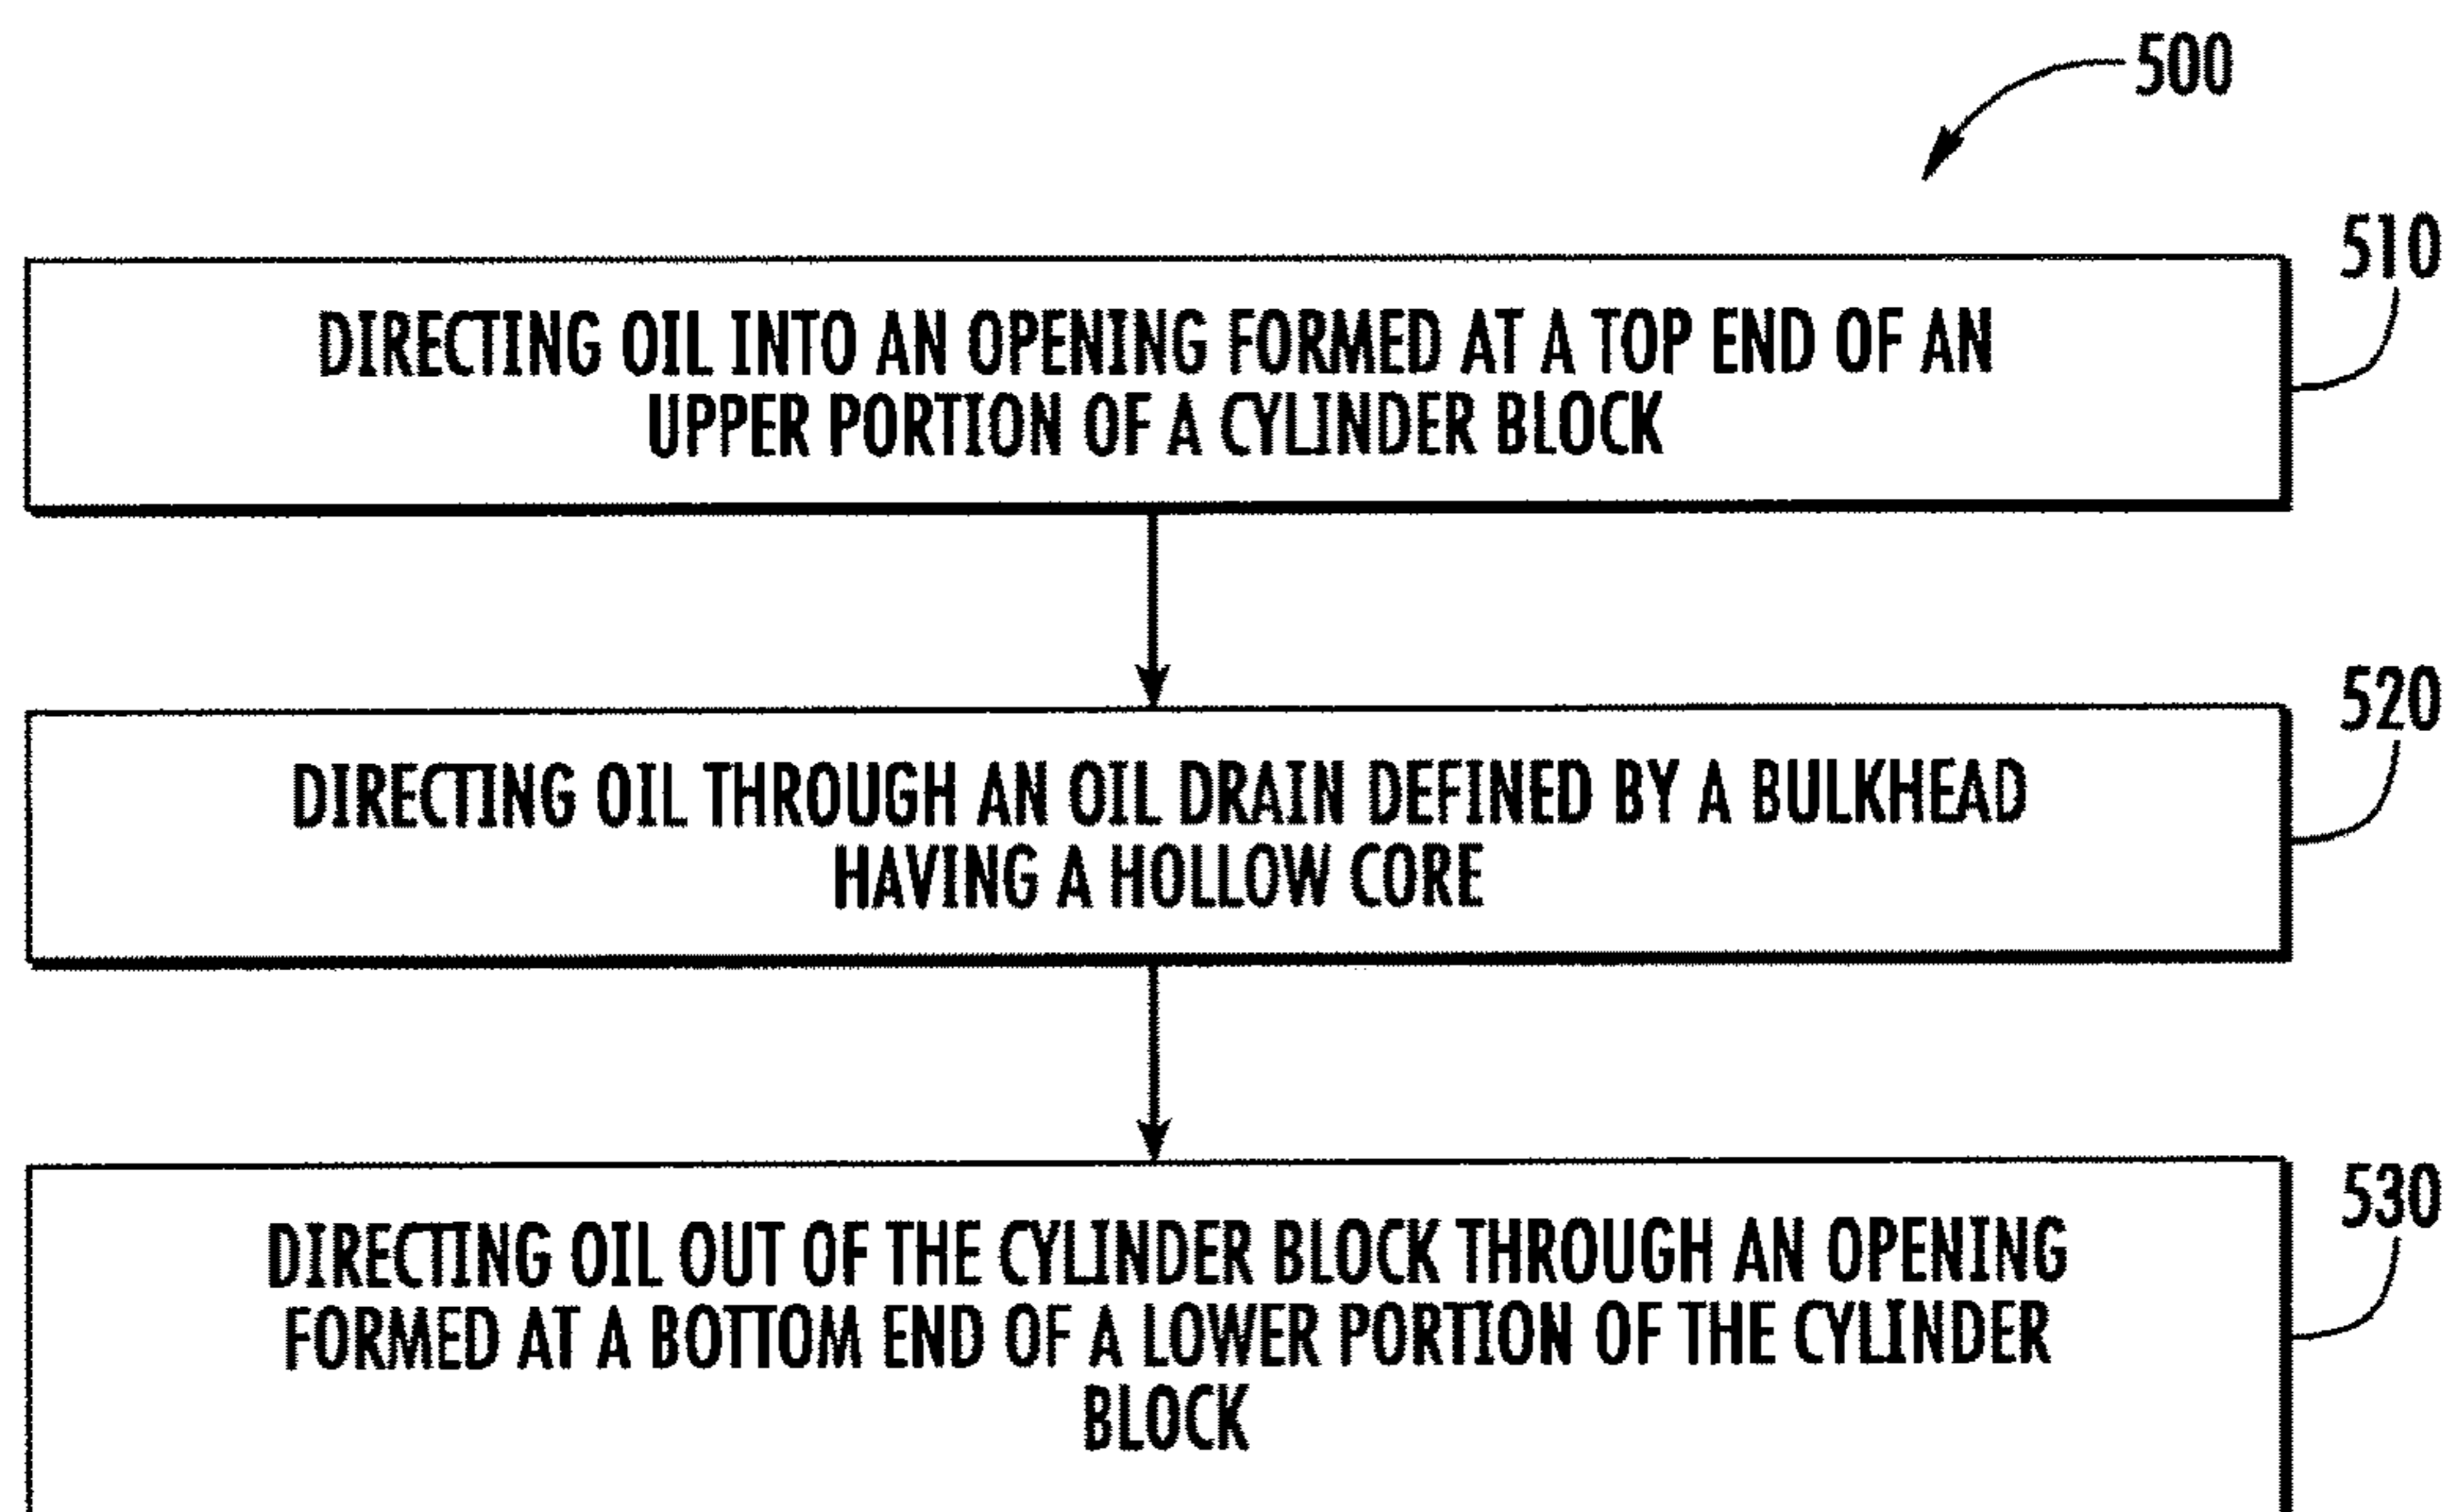 500
510
DIRECTING OIL INTO AN OPENING FORMED AT A TOP END OF AN
UPPER PORTION OF A CYLINDER BLOCK
520
DIRECTING OIL THROUGH AN OIL DRAIN DEFINED BY A BULKHEAD
HAVING A HOLLOW CORE
530
DIRECTING OIL OUT OF THE CYLINDER BLOCK THROUGH AN OPENING
FORMED AT A BOTTOM END OF A LOWER PORTION OF THE CYLINDER
BLOCK